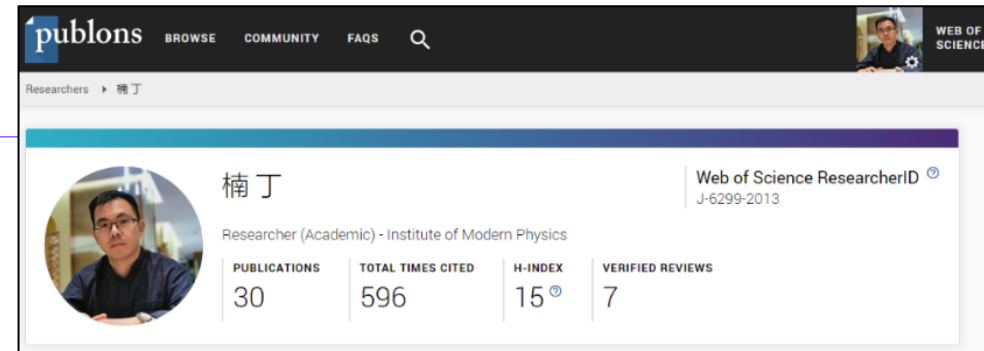 publons BROWSE COMMUNITY FAQS WEB OF
SCIENCE
Researchers ▸ 楠 丁
楠 丁
Web of Science ResearcherID ?
J-6299-2013
Researcher (Academic) - Institute of Modern Physics
PUBLICATIONS TOTAL TIMES CITED H-INDEX VERIFIED REVIEWS
30 596 15 ? 7